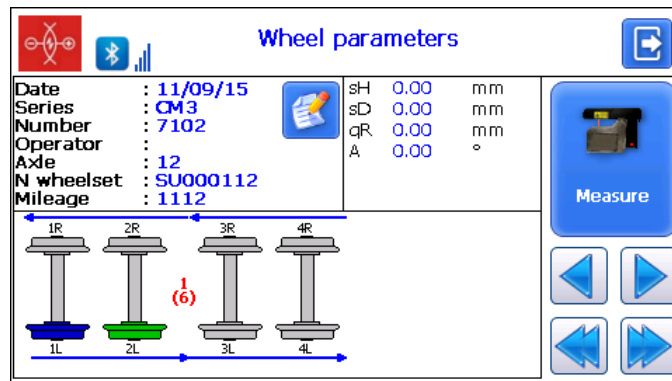 Wheel parameters
Date : 11/09/15
Series : CM3
Number : 7102
Operator :
Axle : 12
N wheelset : SU000112
Mileage : 1112
sH 0.00 mm
sD 0.00 mm
qR 0.00 mm
A 0.00 °
Measure
1R 2R 3R 4R
1
(6)
1L 2L 3L 4L